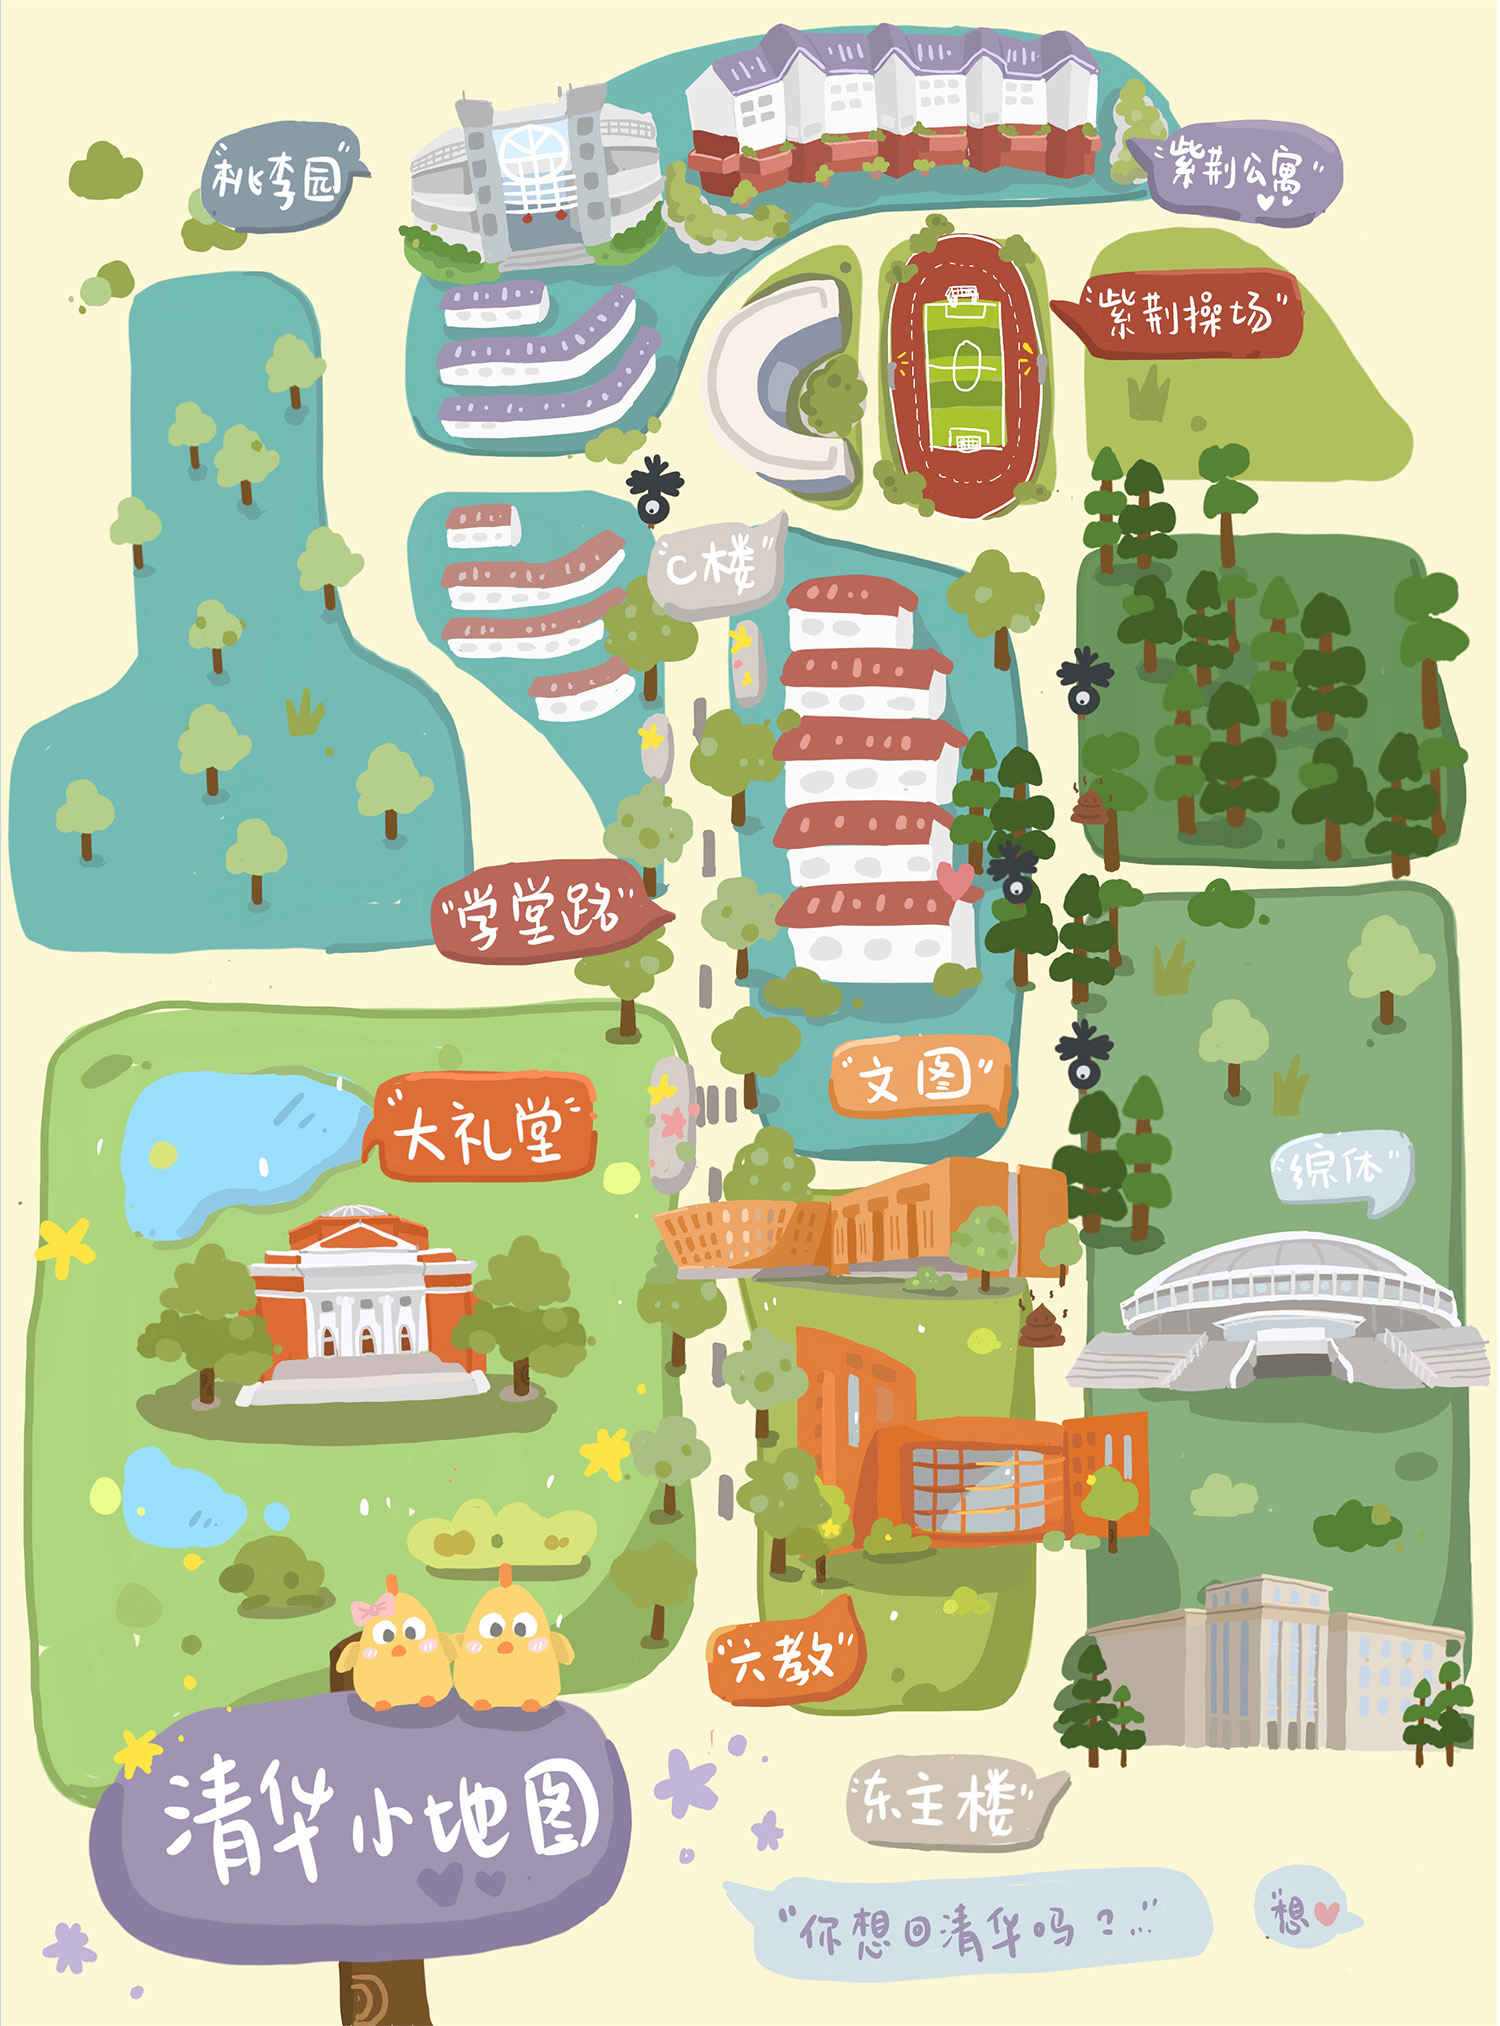 "桃李园"
"紫荆公寓"
"紫荆操场"
"C楼"
"学堂路"
"文图"
"大礼堂"
"综体"
"六教"
清华小地图
"东主楼"
"你想回清华吗?..."
"想